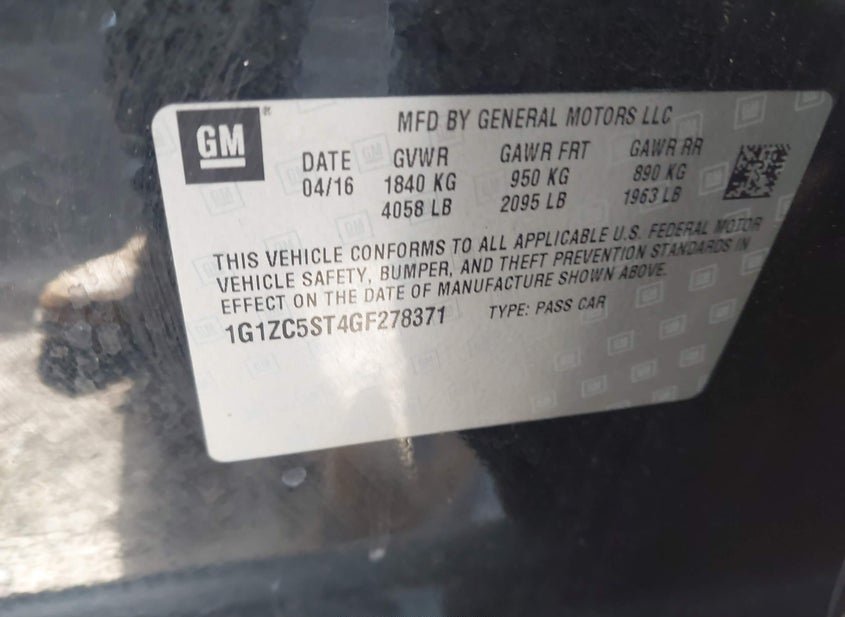 GM
MFD BY GENERAL MOTORS LLC
DATE GVWR GAWR FRT GAWR RR
04/16 1840 KG 950 KG 890 KG
4058 LB 2095 LB 1963 LB
THIS VEHICLE CONFORMS TO ALL APPLICABLE U.S. FEDERAL MOTOR
VEHICLE SAFETY, BUMPER, AND THEFT PREVENTION STANDARDS IN
EFFECT ON THE DATE OF MANUFACTURE SHOWN ABOVE.
1G1ZC5ST4GF278371 TYPE: PASS CAR